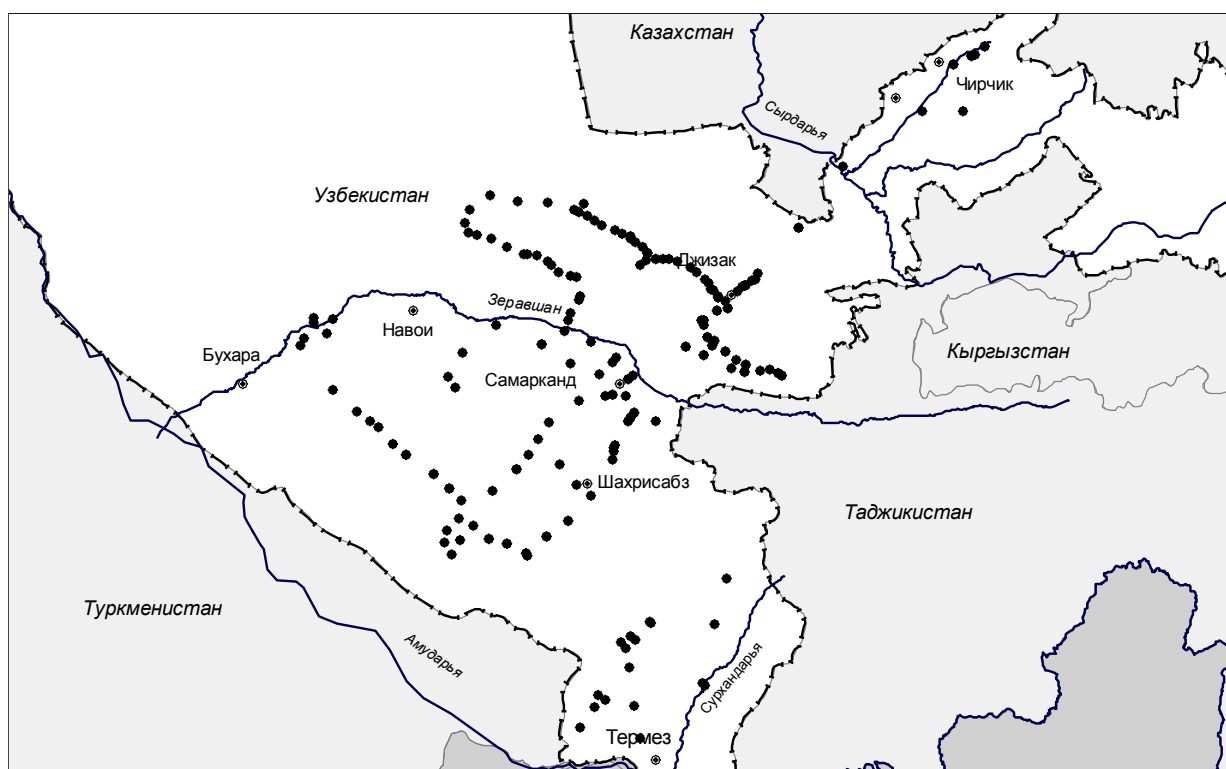 Казахстан
Чирчик
Сырдарья
Узбекистан
Джизак
Зеравшан
Навои
Бухара
Самарканд
Кыргызстан
Шахрисабз
Таджикистан
Туркменистан
Амударья
Сурхандарья
Термез